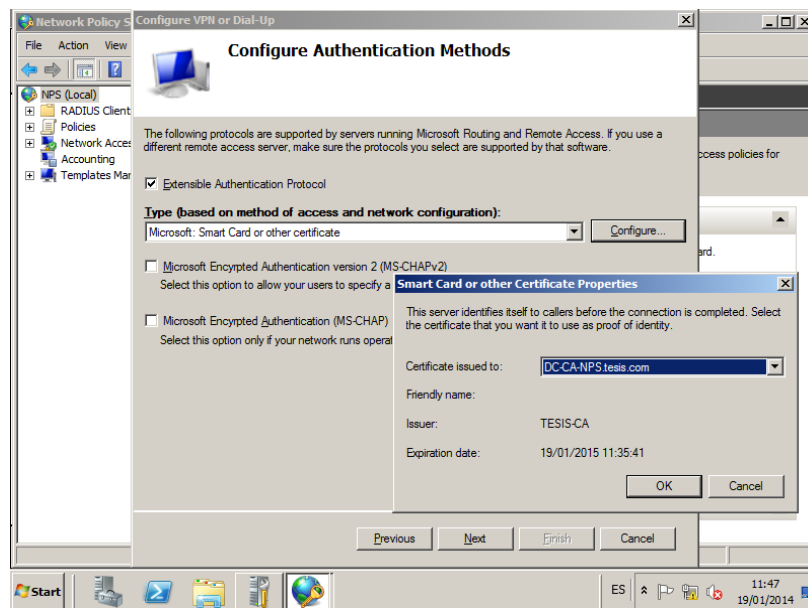 Network Policy S
Configure VPN or Dial-Up
File Action View
NPS (Local)
RADIUS Client
Policies
Network Acces
Accounting
Templates Mar
Configure Authentication Methods
The following protocols are supported by servers running Microsoft Routing and Remote Access. If you use a
different remote access server, make sure the protocols you select are supported by that software.
Extensible Authentication Protocol
Type (based on method of access and network configuration):
Microsoft: Smart Card or other certificate
Configure...
Microsoft Encrypted Authentication version 2 (MS-CHAPv2)
Select this option to allow your users to specify a
Microsoft Encrypted Authentication (MS-CHAP)
Select this option only if your network runs operat
ccess policies for
ard.
Smart Card or other Certificate Properties
This server identifies itself to callers before the connection is completed. Select
the certificate that you want it to use as proof of identity.
Certificate issued to: DC-CA-NPS.tesis.com
Friendly name:
Issuer: TESIS-CA
Expiration date: 19/01/2015 11:35:41
OK Cancel
Previous Next Finish Cancel
Start ES 11:47
19/01/2014